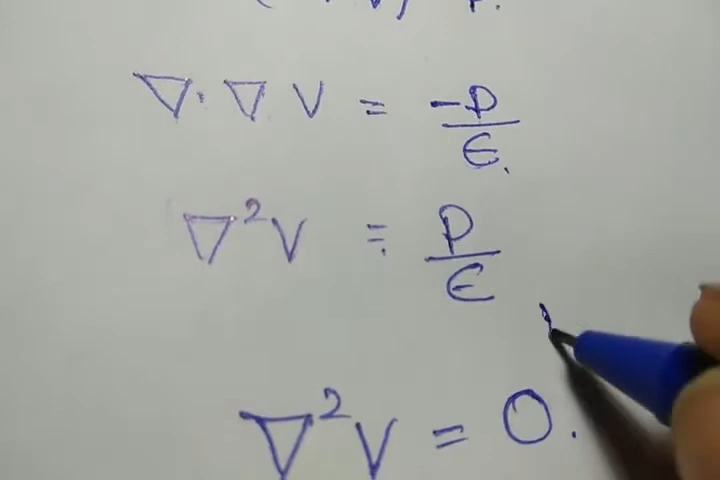 ∇ . ∇ V = -ρ/ε.
∇²V = ρ/ε
∇²V = 0.